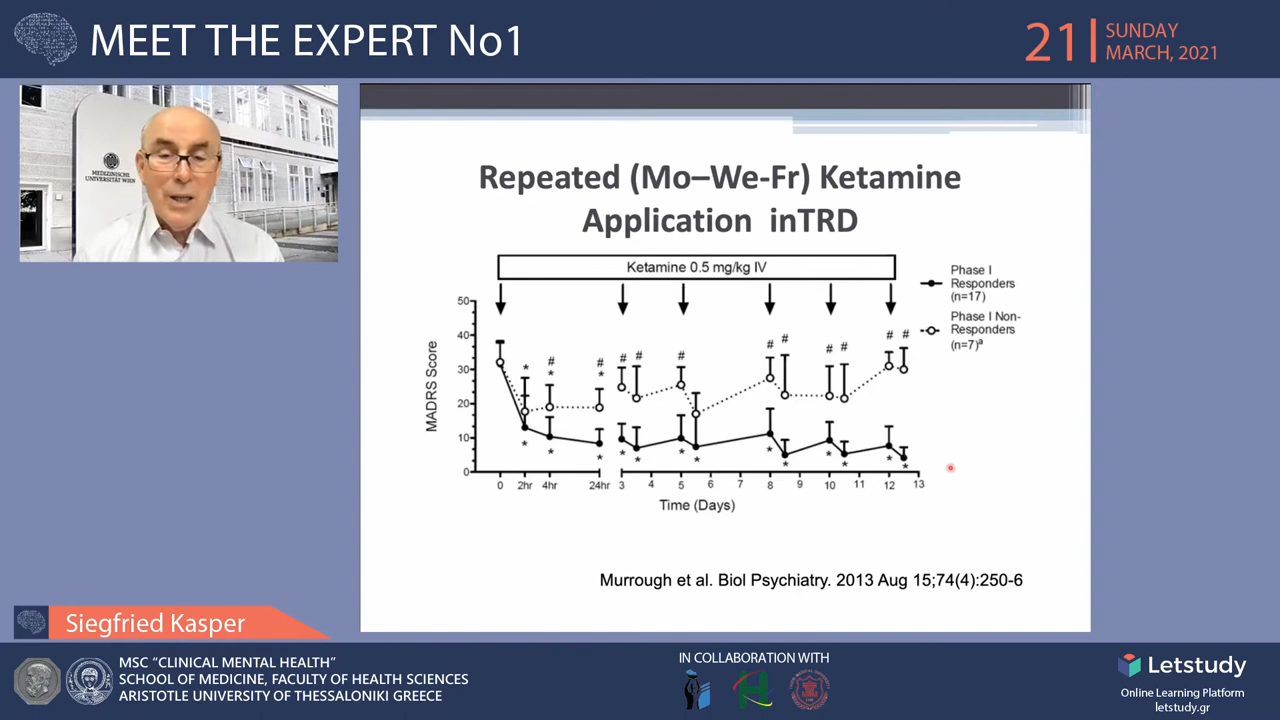 MEET THE EXPERT No1
21
SUNDAY
MARCH, 2021
MEDIZINISCHE
UNIVERSITÄT WIEN
Repeated (Mo–We-Fr) Ketamine
Application inTRD
Ketamine 0.5 mg/kg IV
Phase I
Responders
(n=17)
Phase I Non-
Responders
(n=7)ª
MADRS Score
50
40
30
20
10
0
# # # # # # # # # # #
* * * * * * * * * * * * * * *
0 2hr 4hr 24hr 3 4 5 6 7 8 9 10 11 12 13
Time (Days)
Murrough et al. Biol Psychiatry. 2013 Aug 15;74(4):250-6
Siegfried Kasper
MSC “CLINICAL MENTAL HEALTH”
SCHOOL OF MEDICINE, FACULTY OF HEALTH SCIENCES
ARISTOTLE UNIVERSITY OF THESSALONIKI GREECE
IN COLLABORATION WITH
Letstudy
Online Learning Platform
letstudy.gr